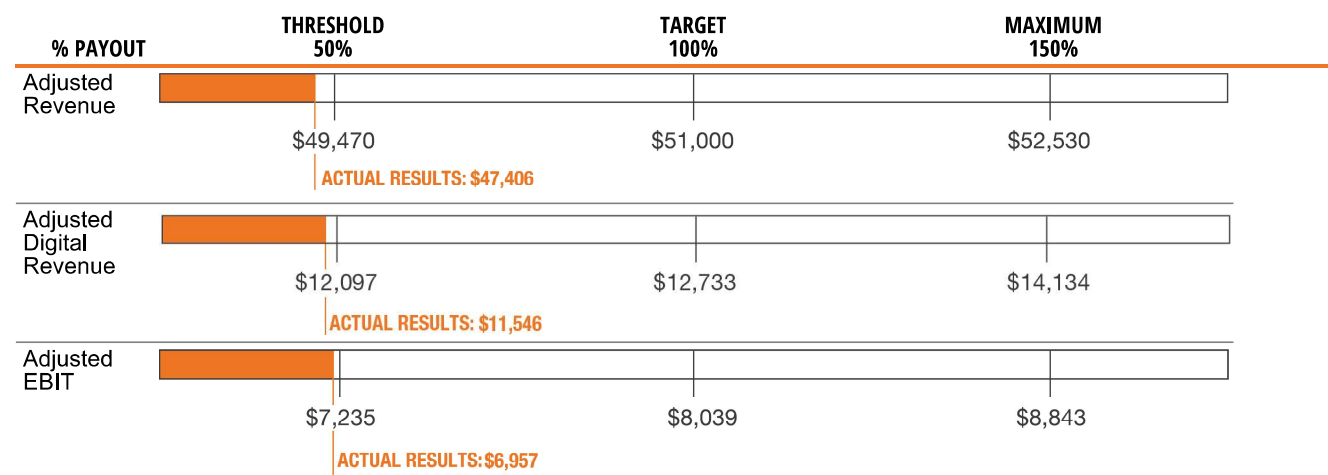 % PAYOUT
THRESHOLD
50%
TARGET
100%
MAXIMUM
150%
Adjusted
Revenue
$49,470
$51,000
$52,530
ACTUAL RESULTS: $47,406
Adjusted
Digital
Revenue
$12,097
$12,733
$14,134
ACTUAL RESULTS: $11,546
Adjusted
EBIT
$7,235
$8,039
$8,843
ACTUAL RESULTS: $6,957